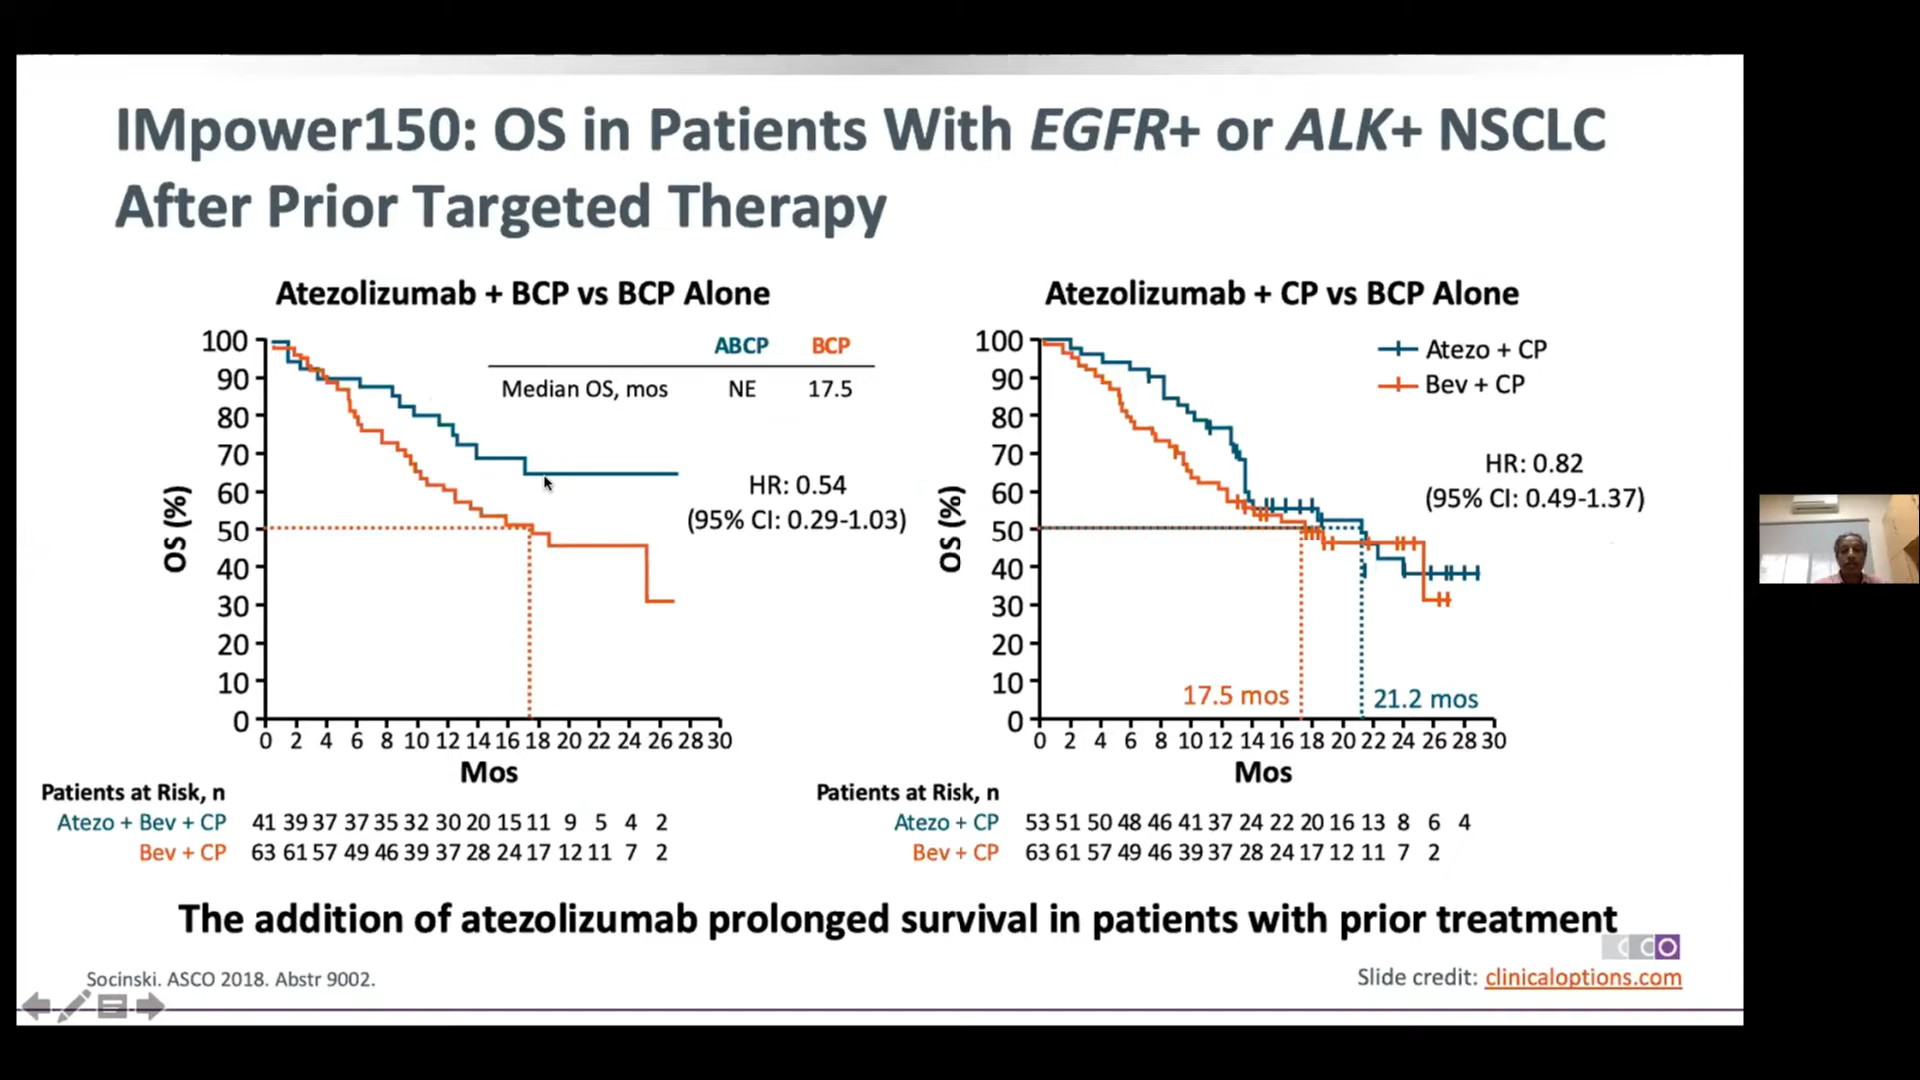 IMpower150: OS in Patients With EGFR+ or ALK+ NSCLC
After Prior Targeted Therapy
Atezolizumab + BCP vs BCP Alone
ABCP BCP
Median OS, mos NE 17.5
HR: 0.54
(95% CI: 0.29-1.03)
OS (%)
100
90
80
70
60
50
40
30
20
10
0
0 2 4 6 8 10 12 14 16 18 20 22 24 26 28 30
Mos
Patients at Risk, n
Atezo + Bev + CP 41 39 37 37 35 32 30 20 15 11 9 5 4 2
Bev + CP 63 61 57 49 46 39 37 28 24 17 12 11 7 2
Atezolizumab + CP vs BCP Alone
Atezo + CP
Bev + CP
HR: 0.82
(95% CI: 0.49-1.37)
OS (%)
100
90
80
70
60
50
40
30
20
10
0
17.5 mos
21.2 mos
0 2 4 6 8 10 12 14 16 18 20 22 24 26 28 30
Mos
Patients at Risk, n
Atezo + CP 53 51 50 48 46 41 37 24 22 20 16 13 8 6 4
Bev + CP 63 61 57 49 46 39 37 28 24 17 12 11 7 2
The addition of atezolizumab prolonged survival in patients with prior treatment
CCO
Socinski. ASCO 2018. Abstr 9002.
Slide credit: clinicaloptions.com